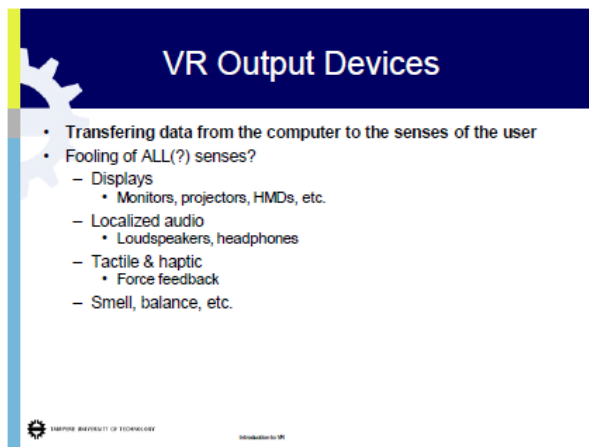 VR Output Devices
• Transfering data from the computer to the senses of the user
• Fooling of ALL(?) senses?
– Displays
• Monitors, projectors, HMDs, etc.
– Localized audio
• Loudspeakers, headphones
– Tactile & haptic
• Force feedback
– Smell, balance, etc.
TAMPERE UNIVERSITY OF TECHNOLOGY
Introduction to VR